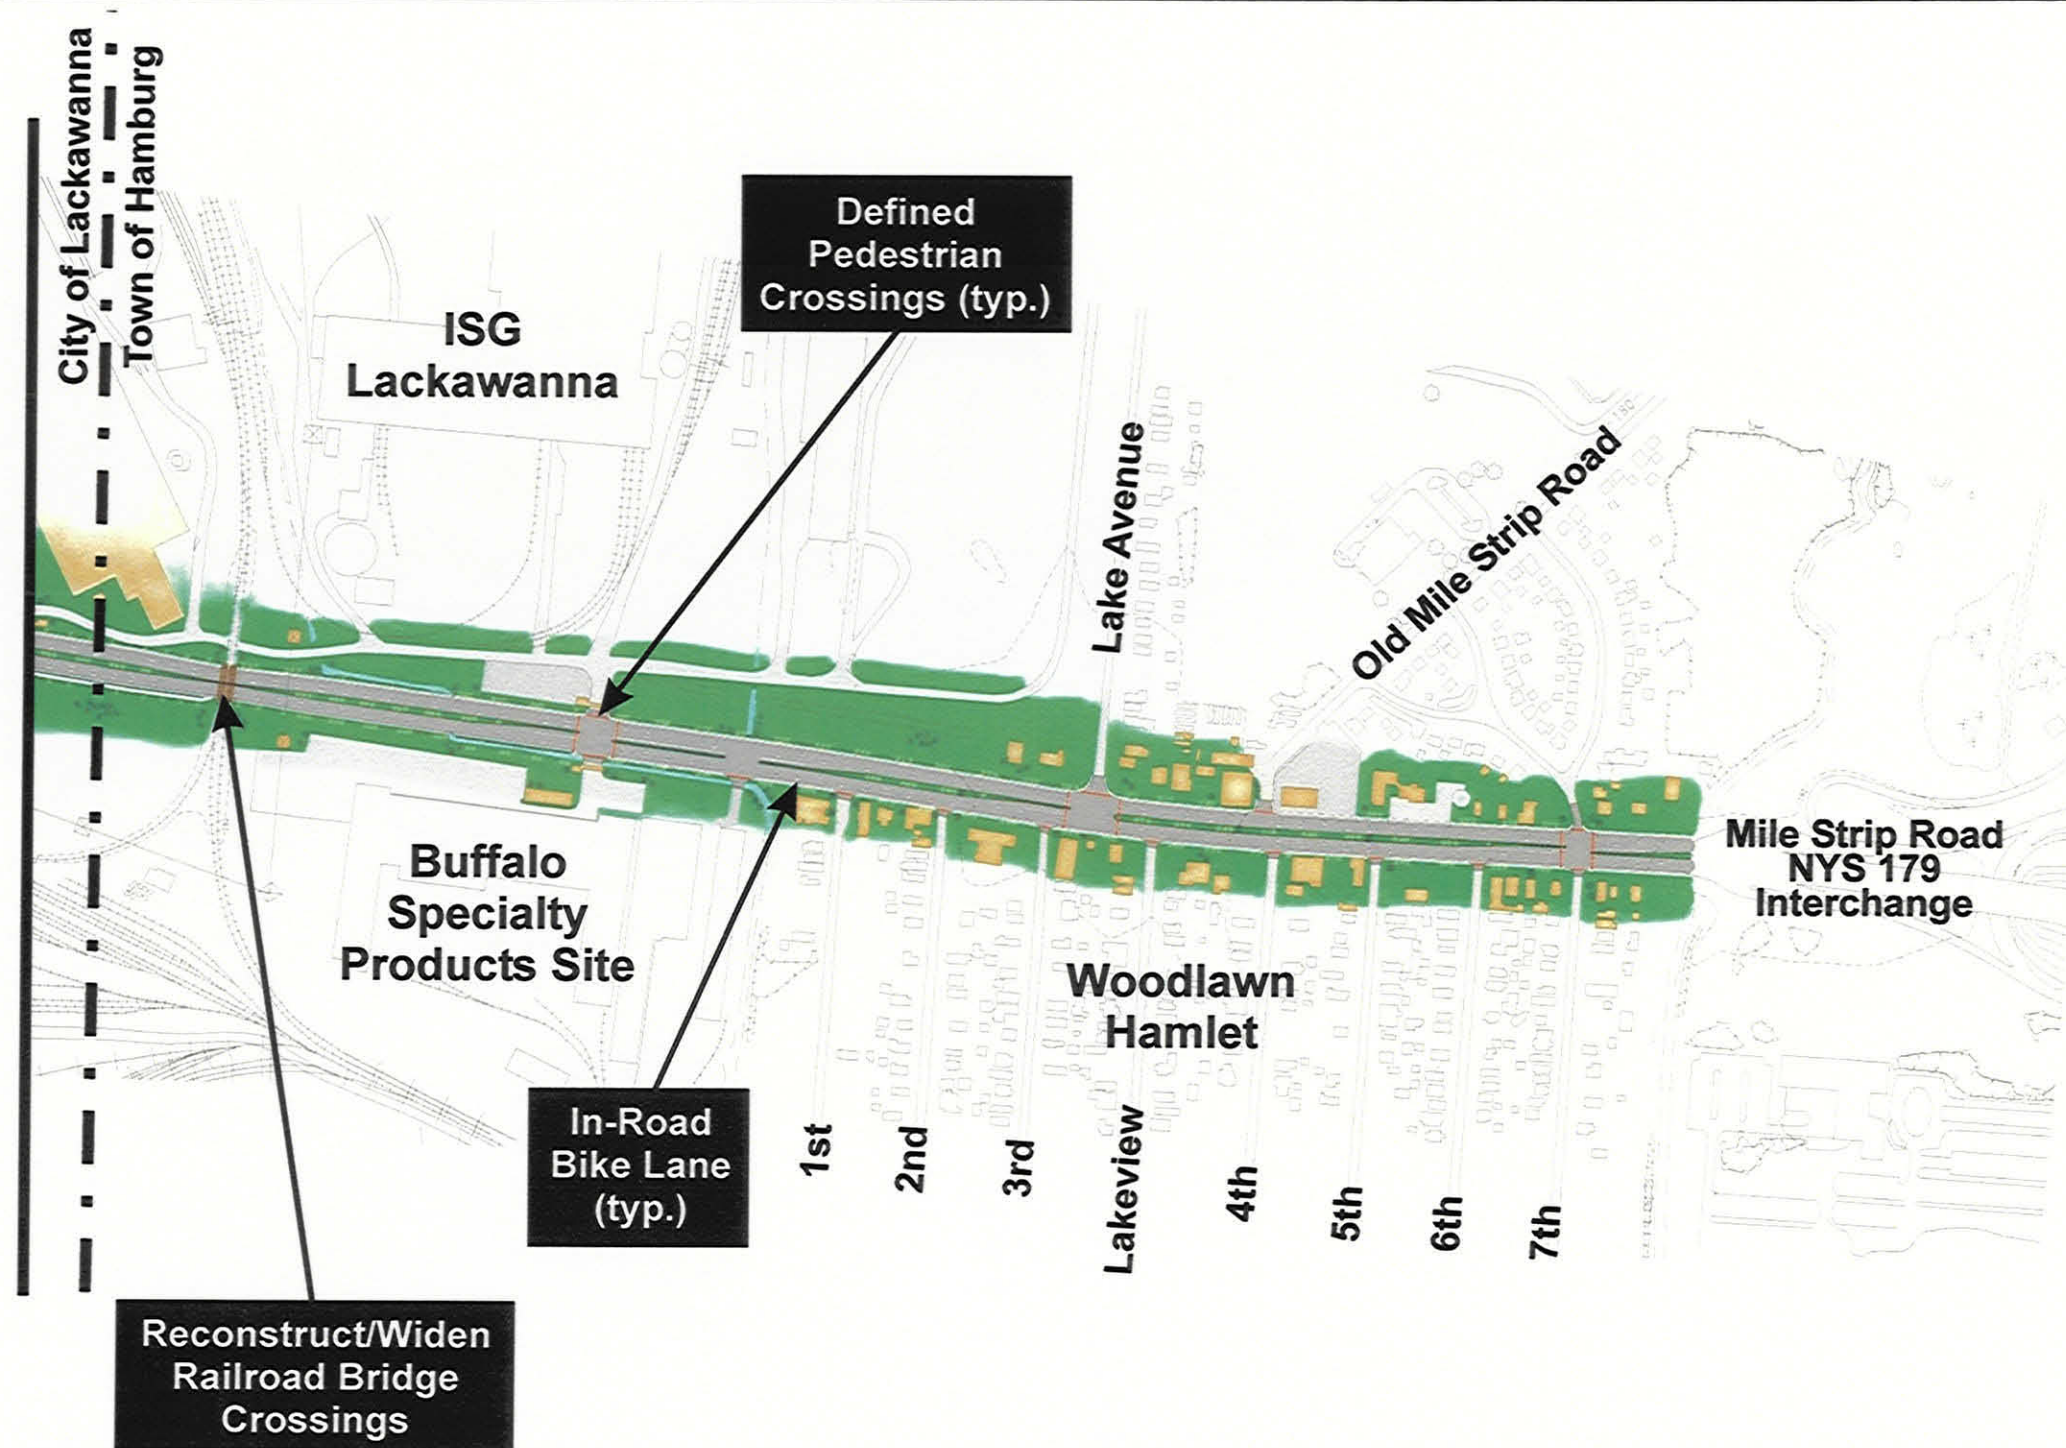 City of Lackawanna
Town of Hamburg
Defined
Pedestrian
Crossings (typ.)
ISG
Lackawanna
Lake Avenue
Old Mile Strip Road
Mile Strip Road
NYS 179
Interchange
Buffalo
Specialty
Products Site
Woodlawn
Hamlet
In-Road
Bike Lane
(typ.)
1st
2nd
3rd
Lakeview
4th
5th
6th
7th
Reconstruct/Widen
Railroad Bridge
Crossings